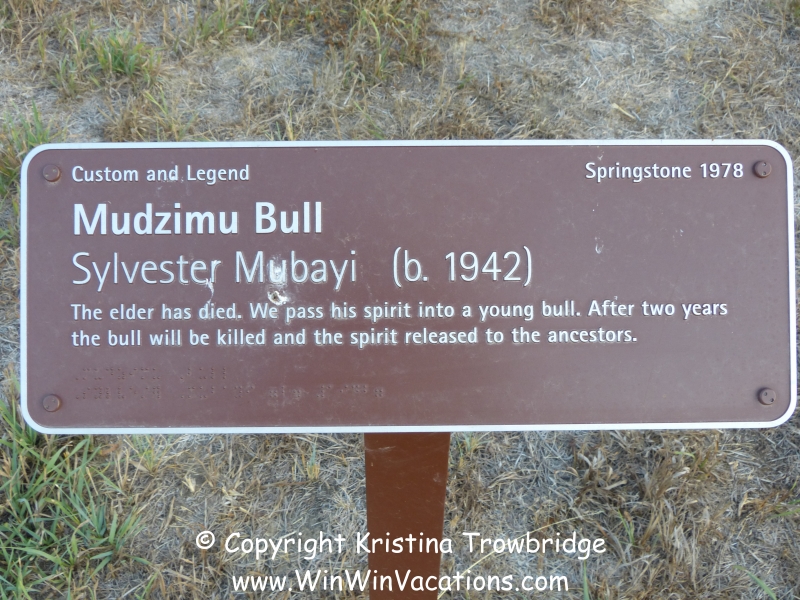 Custom and Legend
Springstone 1978
Mudzimu Bull
Sylvester Mubayi (b. 1942)
The elder has died. We pass his spirit into a young bull. After two years
the bull will be killed and the spirit released to the ancestors.
© Copyright Kristina Trowbridge
www.WinWinVacations.com